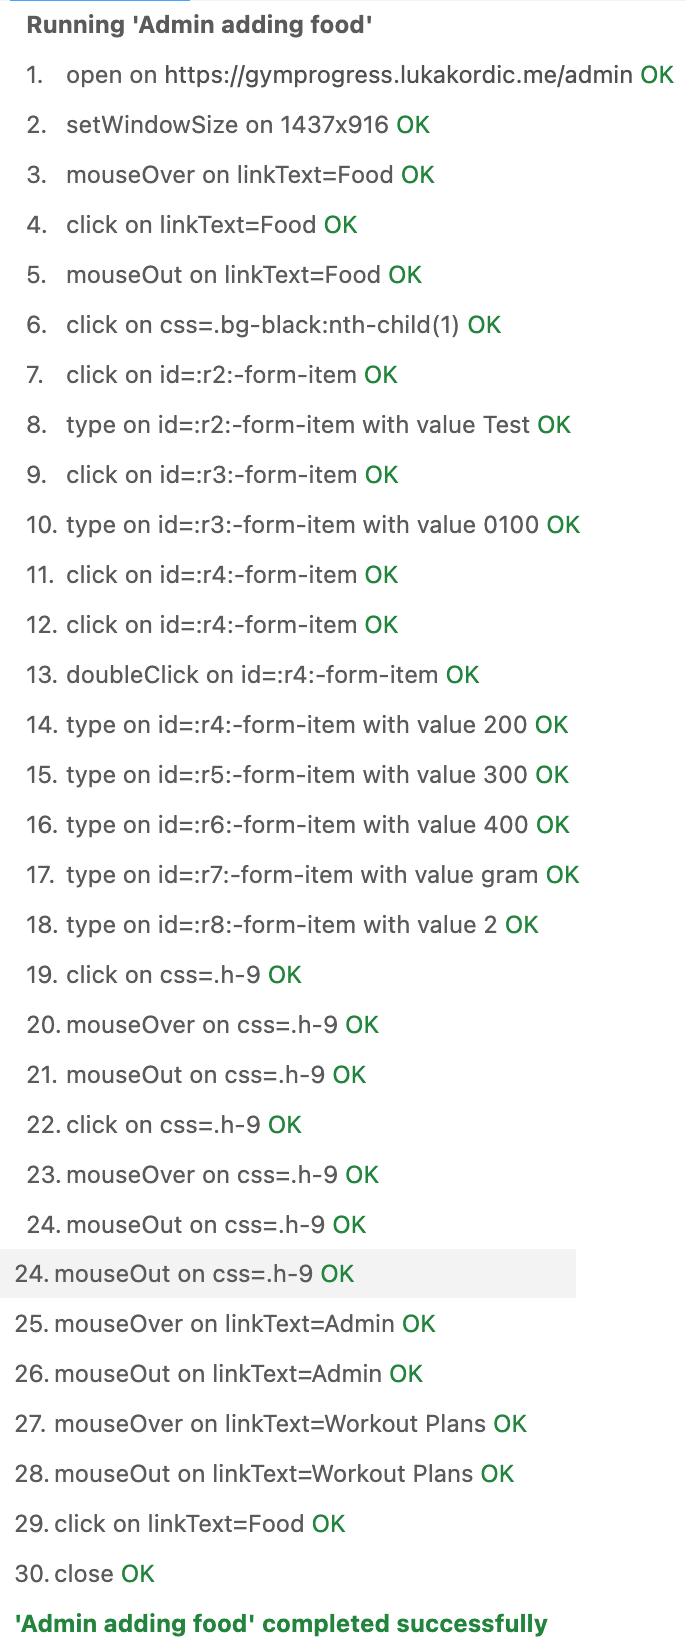 Running 'Admin adding food'
1. open on https://gymprogress.lukakordic.me/admin OK
2. setWindowSize on 1437x916 OK
3. mouseOver on linkText=Food OK
4. click on linkText=Food OK
5. mouseOut on linkText=Food OK
6. click on css=.bg-black:nth-child(1) OK
7. click on id=:r2:-form-item OK
8. type on id=:r2:-form-item with value Test OK
9. click on id=:r3:-form-item OK
10. type on id=:r3:-form-item with value 0100 OK
11. click on id=:r4:-form-item OK
12. click on id=:r4:-form-item OK
13. doubleClick on id=:r4:-form-item OK
14. type on id=:r4:-form-item with value 200 OK
15. type on id=:r5:-form-item with value 300 OK
16. type on id=:r6:-form-item with value 400 OK
17. type on id=:r7:-form-item with value gram OK
18. type on id=:r8:-form-item with value 2 OK
19. click on css=.h-9 OK
20. mouseOver on css=.h-9 OK
21. mouseOut on css=.h-9 OK
22. click on css=.h-9 OK
23. mouseOver on css=.h-9 OK
24. mouseOut on css=.h-9 OK
24. mouseOut on css=.h-9 OK
25. mouseOver on linkText=Admin OK
26. mouseOut on linkText=Admin OK
27. mouseOver on linkText=Workout Plans OK
28. mouseOut on linkText=Workout Plans OK
29. click on linkText=Food OK
30. close OK
'Admin adding food' completed successfully